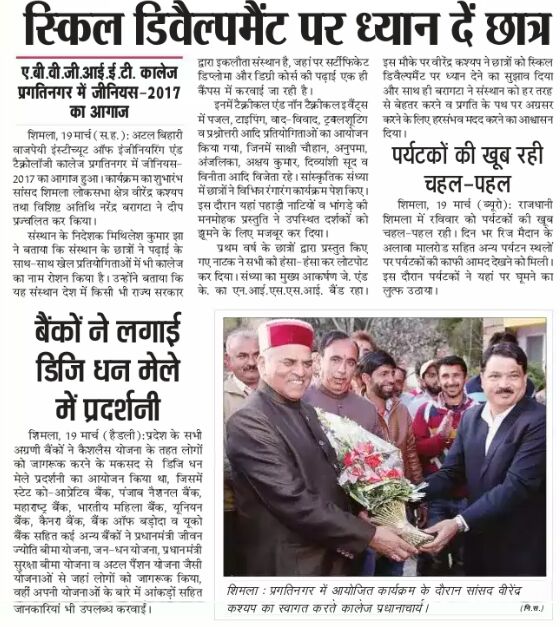 स्किल डिवैल्पमैंट पर ध्यान दें छात्र
ए.बी.वी.जी.आई.ई.टी. कालेज
प्रगतिनगर में जीनियस-2017
का आगाज
शिमला, 19 मार्च (स.ह.): अटल बिहारी
वाजपेयी इंस्टीच्यूट ऑफ इंजीनियरिंग एंड
टैक्नोलॉजी कालेज प्रगतिनगर में जीनियस-
2017 का आगाज हुआ। कार्यक्रम का शुभारंभ
सांसद शिमला लोकसभा क्षेत्र वीरेंद्र कश्यप
तथा विशिष्ट अतिथि नरेंद्र बरागटा ने दीप
प्रज्वलित कर किया।
संस्थान के निदेशक मिथिलेश कुमार झा
ने बताया कि संस्थान के छात्रों ने पढ़ाई के
साथ-साथ खेल प्रतियोगिताओं में भी कालेज
का नाम रोशन किया है। उन्होंने बताया कि
यह संस्थान देश में किसी भी राज्य सरकार
द्वारा इकलौता संस्थान है, जहां पर सर्टीफिकेट
डिप्लोमा और डिग्री कोर्स की पढ़ाई एक ही
कैंपस में करवाई जा रही है।
इनमें टैक्नीकल एंड नॉन टैक्नीकल इवैंट्स
में पजल, टाइपिंग, वाद-विवाद, ट्रबलशूटिंग
व प्रश्नोत्तरी आदि प्रतियोगिताओं का आयोजन
किया गया, जिनमें साक्षी चौहान, अनुपमा,
अंजलिका, अक्षय कुमार, दिव्यांशी सूद व
विनीता आदि विजेता रहे। सांस्कृतिक संध्या
में छात्रों ने विभिन्न रंगारंग कार्यक्रम पेश किए।
इस दौरान यहां पहाड़ी नाटियों व भांगड़े की
मनमोहक प्रस्तुति ने उपस्थित दर्शकों को
झूमने के लिए मजबूर कर दिया।
प्रथम वर्ष के छात्रों द्वारा प्रस्तुत किए
गए नाटक ने सभी को हंसा-हंसा कर लोटपोट
कर दिया। संध्या का मुख्य आकर्षण जे. एंड
के. का एन.आई.एस.एस.आई. बैंड रहा।
इस मौके पर वीरेंद्र कश्यप ने छात्रों को स्किल
डिवैल्पमैंट पर ध्यान देने का सुझाव दिया
और साथ ही बरागटा ने संस्थान को हर तरह
से बेहतर करने व प्रगति के पथ पर अग्रसर
करने के लिए हरसंभव मदद करने का आश्वासन
दिया।
पर्यटकों की खूब रही
चहल-पहल
शिमला, 19 मार्च (ब्यूरो): राजधानी
शिमला में रविवार को पर्यटकों की खूब
चहल-पहल रही। दिन भर रिज मैदान के
अलावा मालरोड सहित अन्य पर्यटन स्थलों
पर पर्यटकों की काफी आमद देखने को मिली।
इस दौरान पर्यटकों ने यहां पर घूमने का
लुत्फ उठाया।
बैंकों ने लगाई
डिजि धन मेले
में प्रदर्शनी
शिमला, 19 मार्च (हैडली):प्रदेश के सभी
अग्रणी बैंकों ने कैशलैस योजना के तहत लोगों
को जागरूक करने के मकसद से डिजि धन
मेले प्रदर्शनी का आयोजन किया था, जिसमें
स्टेट को-आप्रेटिव बैंक, पंजाब नैशनल बैंक,
महाराष्ट्र बैंक, भारतीय महिला बैंक, यूनियन
बैंक, कैनरा बैंक, बैंक ऑफ बड़ोदा व यूको
बैंक सहित कई अन्य बैंकों ने प्रधानमंत्री जीवन
ज्योति बीमा योजना, जन-धन योजना, प्रधानमंत्री
सुरक्षा बीमा योजना व अटल पैंशन योजना जैसी
योजनाओं से जहां लोगों को जागरूक किया,
वहीं अपनी योजनाओं के बारे में आंकड़ों सहित
जानकारियां भी उपलब्ध करवाईं।
शिमला : प्रगतिनगर में आयोजित कार्यक्रम के दौरान सांसद वीरेंद्र
कश्यप का स्वागत करते कालेज प्रधानाचार्य। (नि.स.)